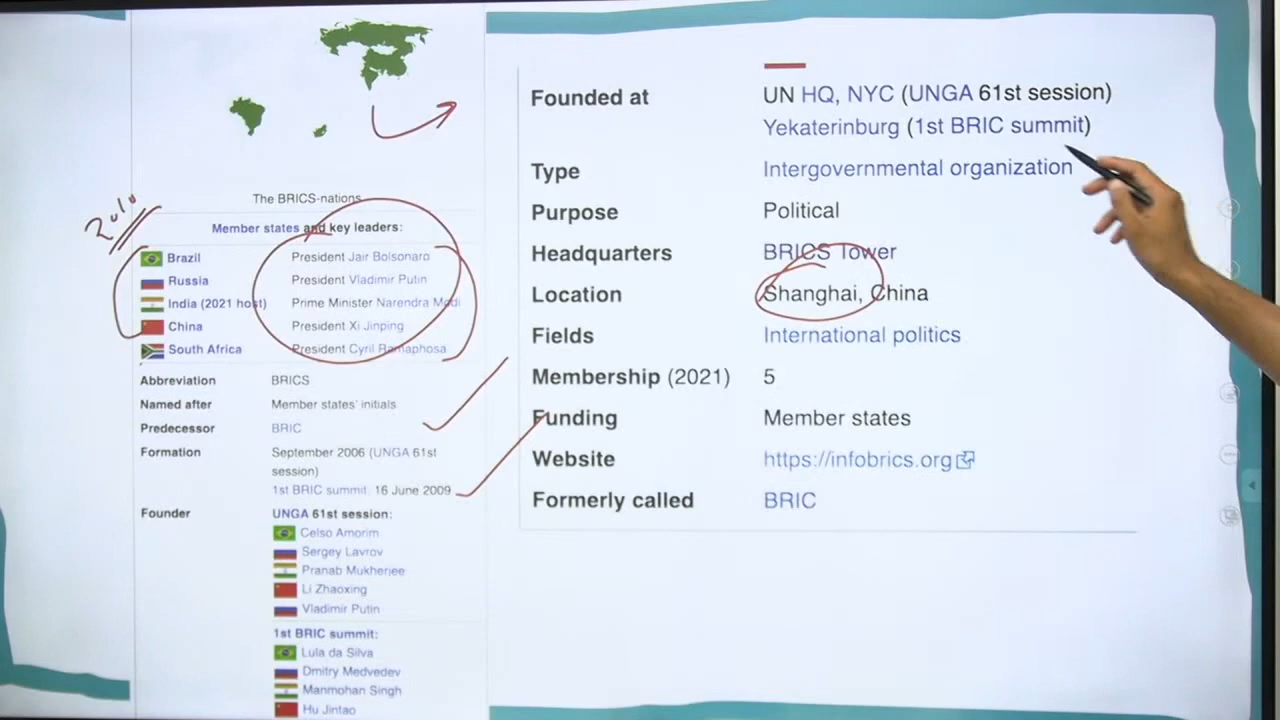 The BRICS-nations
Member states and key leaders:
Brazil President Jair Bolsonaro
Russia President Vladimir Putin
India (2021 host) Prime Minister Narendra Modi
China President Xi Jinping
South Africa President Cyril Ramaphosa
Abbreviation BRICS
Named after Member states' initials
Predecessor BRIC
Formation September 2006 (UNGA 61st
session)
1st BRIC summit: 16 June 2009
Founder UNGA 61st session:
Celso Amorim
Sergey Lavrov
Pranab Mukherjee
Li Zhaoxing
Vladimir Putin
1st BRIC summit:
Lula da Silva
Dmitry Medvedev
Manmohan Singh
Hu Jintao
Founded at UN HQ, NYC (UNGA 61st session)
Yekaterinburg (1st BRIC summit)
Type Intergovernmental organization
Purpose Political
Headquarters BRICS Tower
Location Shanghai, China
Fields International politics
Membership (2021) 5
Funding Member states
Website https://infobrics.org
Formerly called BRIC